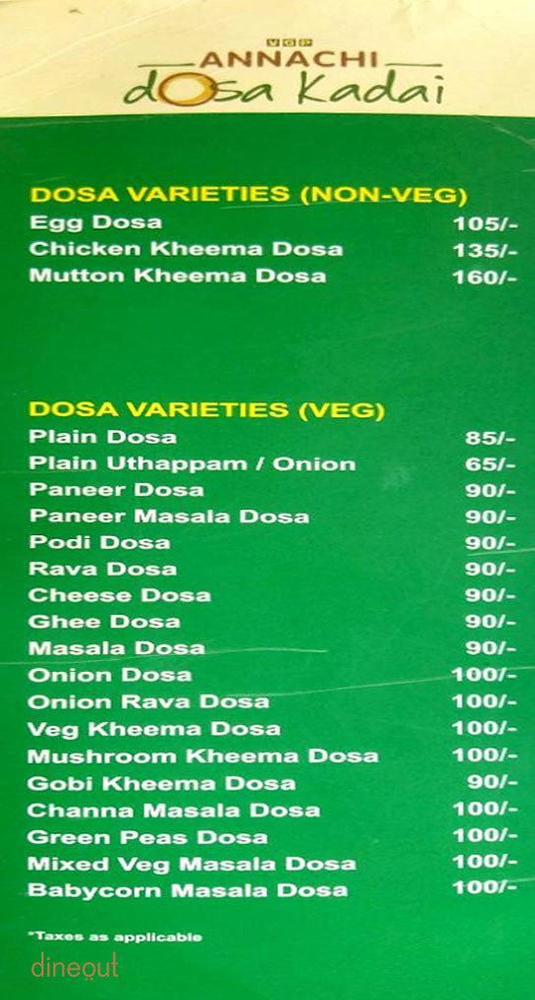 VGP
ANNACHI
dosa Kadai
DOSA VARIETIES (NON-VEG)
Egg Dosa 105/-
Chicken Kheema Dosa 135/-
Mutton Kheema Dosa 160/-
DOSA VARIETIES (VEG)
Plain Dosa 85/-
Plain Uthappam / Onion 65/-
Paneer Dosa 90/-
Paneer Masala Dosa 90/-
Podi Dosa 90/-
Rava Dosa 90/-
Cheese Dosa 90/-
Ghee Dosa 90/-
Masala Dosa 90/-
Onion Dosa 100/-
Onion Rava Dosa 100/-
Veg Kheema Dosa 100/-
Mushroom Kheema Dosa 100/-
Gobi Kheema Dosa 90/-
Channa Masala Dosa 100/-
Green Peas Dosa 100/-
Mixed Veg Masala Dosa 100/-
Babycorn Masala Dosa 100/-
*Taxes as applicable
dineout